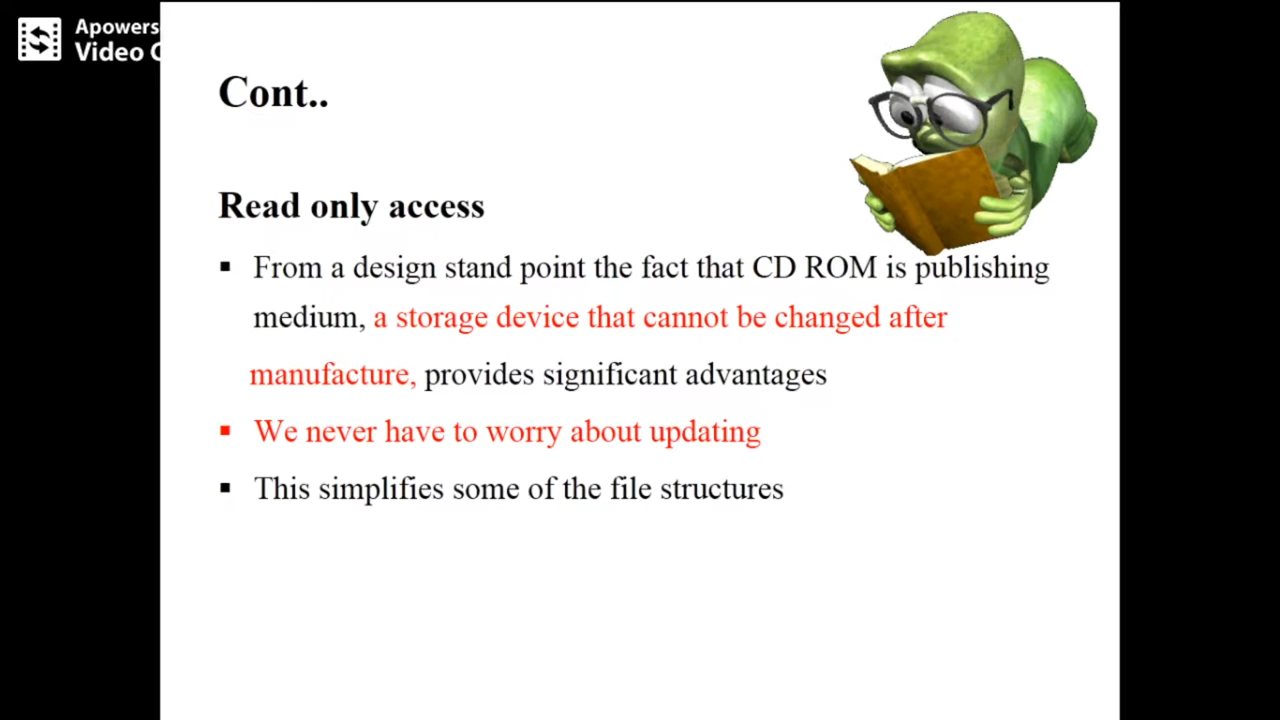 Apowers
Video C
Cont..
Read only access
▪ From a design stand point the fact that CD ROM is publishing
medium, a storage device that cannot be changed after
manufacture, provides significant advantages
▪ We never have to worry about updating
▪ This simplifies some of the file structures